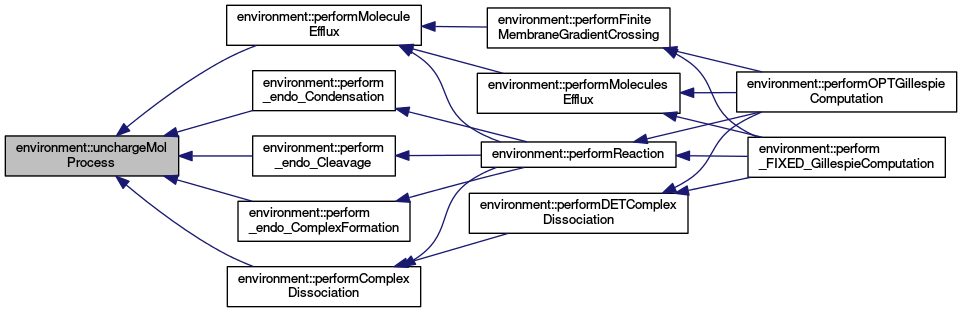 environment::unchargeMol
Process
environment::performMolecule
Efflux
environment::perform
_endo_Condensation
environment::perform
_endo_Cleavage
environment::perform
_endo_ComplexFormation
environment::performComplex
Dissociation
environment::performFinite
MembraneGradientCrossing
environment::performMolecules
Efflux
environment::performReaction
environment::performDETComplex
Dissociation
environment::performOPTGillespie
Computation
environment::perform
_FIXED_GillespieComputation